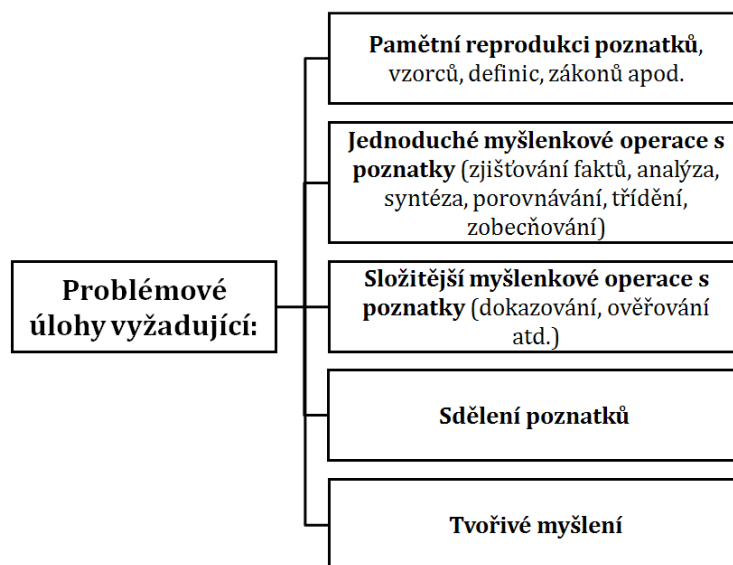 Pamětní reprodukci poznatků,
vzorců, definic, zákonů apod.
Jednoduché myšlenkové operace s
poznatky (zjišťování faktů, analýza,
syntéza, porovnávání, třídění,
zobecňování)
Problémové
úlohy vyžadující:
Složitější myšlenkové operace s
poznatky (dokazování, ověřování
atd.)
Sdělení poznatků
Tvořivé myšlení